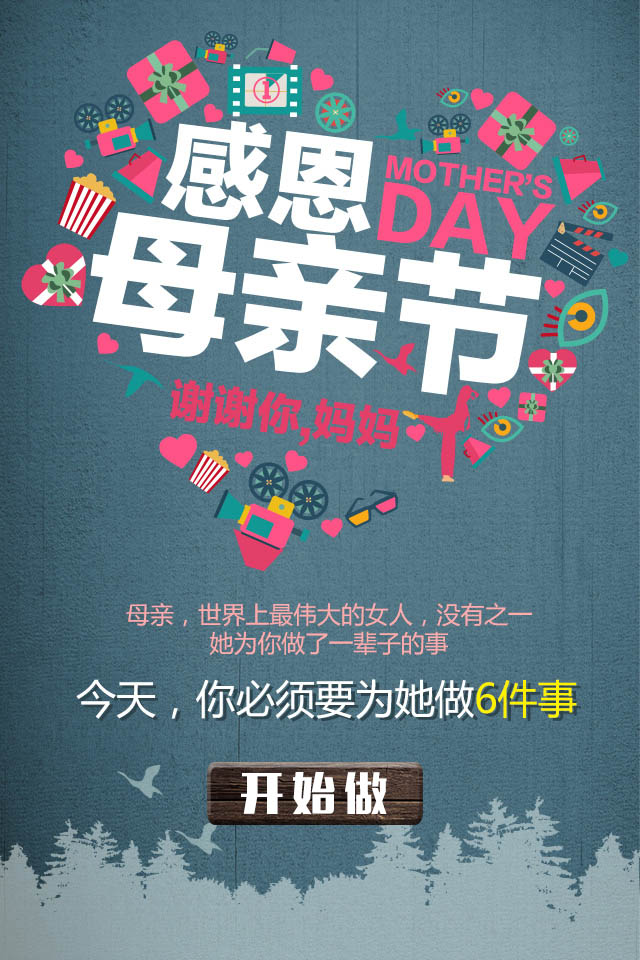 感恩
MOTHER'S
DAY
母亲节
谢谢你,妈妈
母亲，世界上最伟大的女人，没有之一
她为你做了一辈子的事
今天，你必须要为她做6件事
开始做